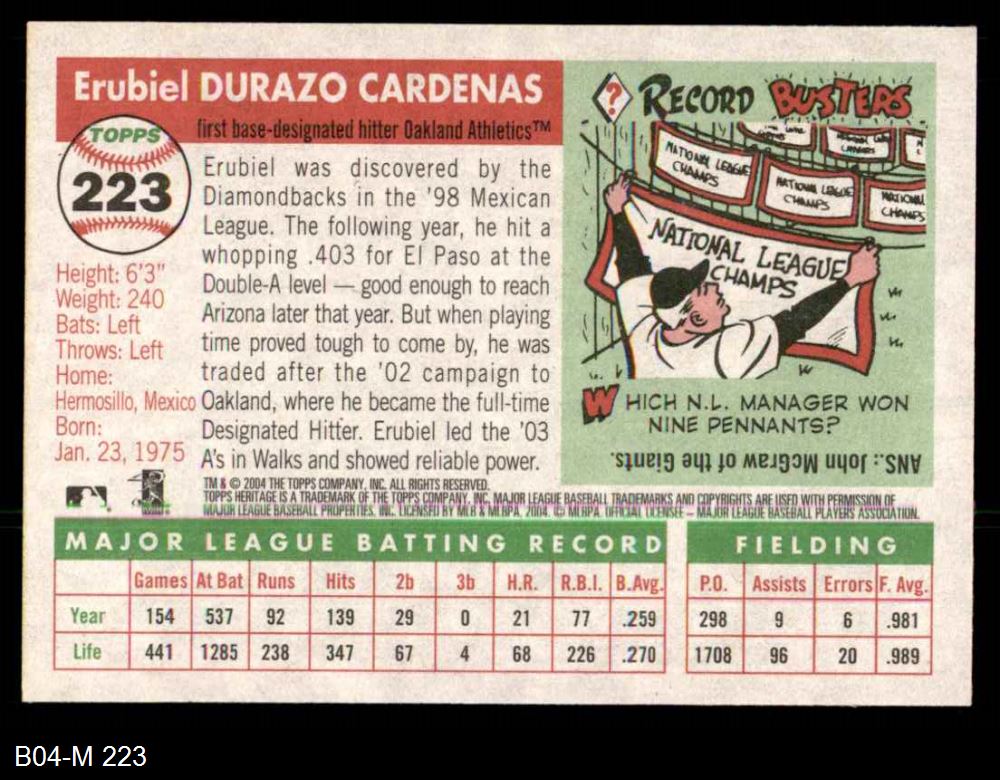 Erubiel DURAZO CARDENAS
first base-designated hitter Oakland Athletics™
TOPPS
223
Height: 6'3"
Weight: 240
Bats: Left
Throws: Left
Home:
Hermosillo, Mexico
Born:
Jan. 23, 1975
Erubiel was discovered by the
Diamondbacks in the '98 Mexican
League. The following year, he hit a
whopping .403 for El Paso at the
Double-A level — good enough to reach
Arizona later that year. But when playing
time proved tough to come by, he was
traded after the '02 campaign to
Oakland, where he became the full-time
Designated Hitter. Erubiel led the '03
A's in Walks and showed reliable power.
? RECORD BUSTERS
NATIONAL LEAGUE
CHAMPS
NATIONAL LEAGUE
CHAMPS
NATIONAL
CHAMPS
NATIONAL LEAGUE
CHAMPS
WHICH N.L. MANAGER WON
NINE PENNANTS?
ANS.: John McGraw of the Giants.
TM & © 2004 THE TOPPS COMPANY, INC. ALL RIGHTS RESERVED.
TOPPS HERITAGE IS A TRADEMARK OF THE TOPPS COMPANY, INC. MAJOR LEAGUE BASEBALL TRADEMARKS AND COPYRIGHTS ARE USED WITH PERMISSION OF
MAJOR LEAGUE BASEBALL PROPERTIES, INC. LICENSED BY MLB & MLBPA, 2004. © MLBPA. OFFICIAL LICENSEE – MAJOR LEAGUE BASEBALL PLAYERS ASSOCIATION.
MAJOR LEAGUE BATTING RECORD FIELDING
Games At Bat Runs Hits 2b 3b H.R. R.B.I. B.Avg. P.O. Assists Errors F. Avg.
Year 154 537 92 139 29 0 21 77 .259 298 9 6 .981
Life 441 1285 238 347 67 4 68 226 .270 1708 96 20 .989
B04-M 223